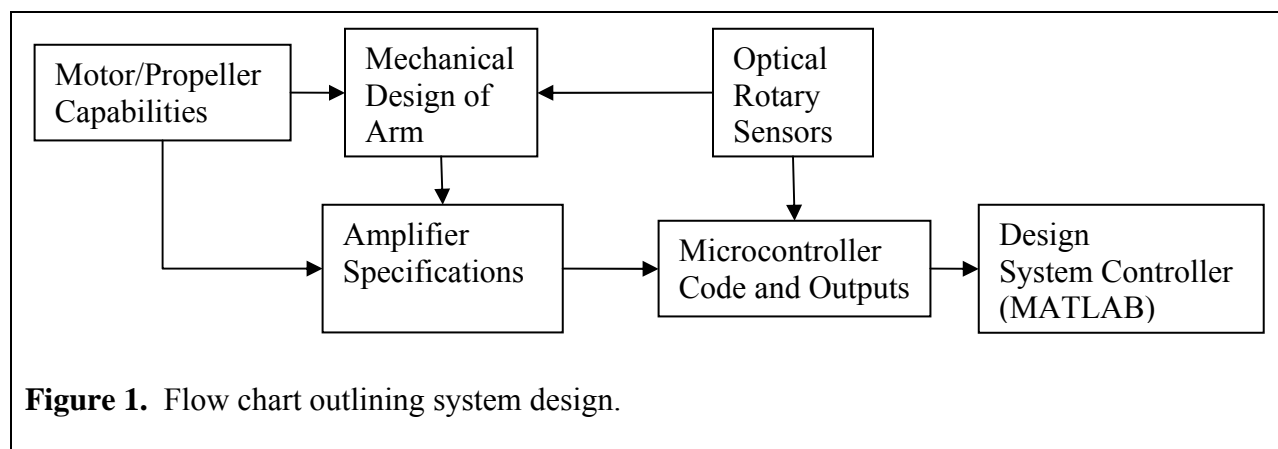 Motor/Propeller
Capabilities
Mechanical
Design of
Arm
Optical
Rotary
Sensors
Amplifier
Specifications
Microcontroller
Code and Outputs
Design
System Controller
(MATLAB)
Figure 1.  Flow chart outlining system design.